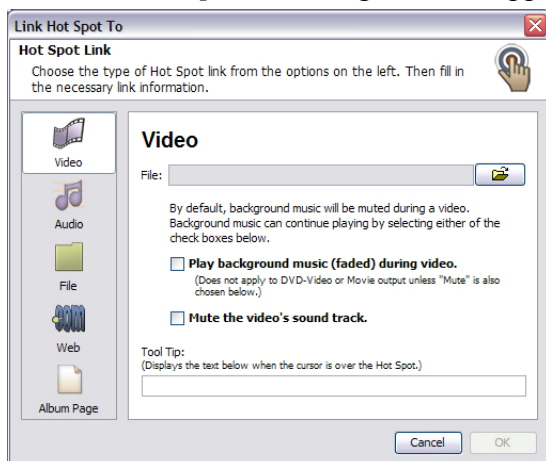 Link Hot Spot To
Hot Spot Link
Choose the type of Hot Spot link from the options on the left. Then fill in
the necessary link information.
Video
Audio
File
.com
Web
Album Page
Video
File:
By default, background music will be muted during a video.
Background music can continue playing by selecting either of the
check boxes below.
Play background music (faded) during video.
(Does not apply to DVD-Video or Movie output unless "Mute" is also
chosen below.)
Mute the video's sound track.
Tool Tip:
(Displays the text below when the cursor is over the Hot Spot.)
Cancel
OK